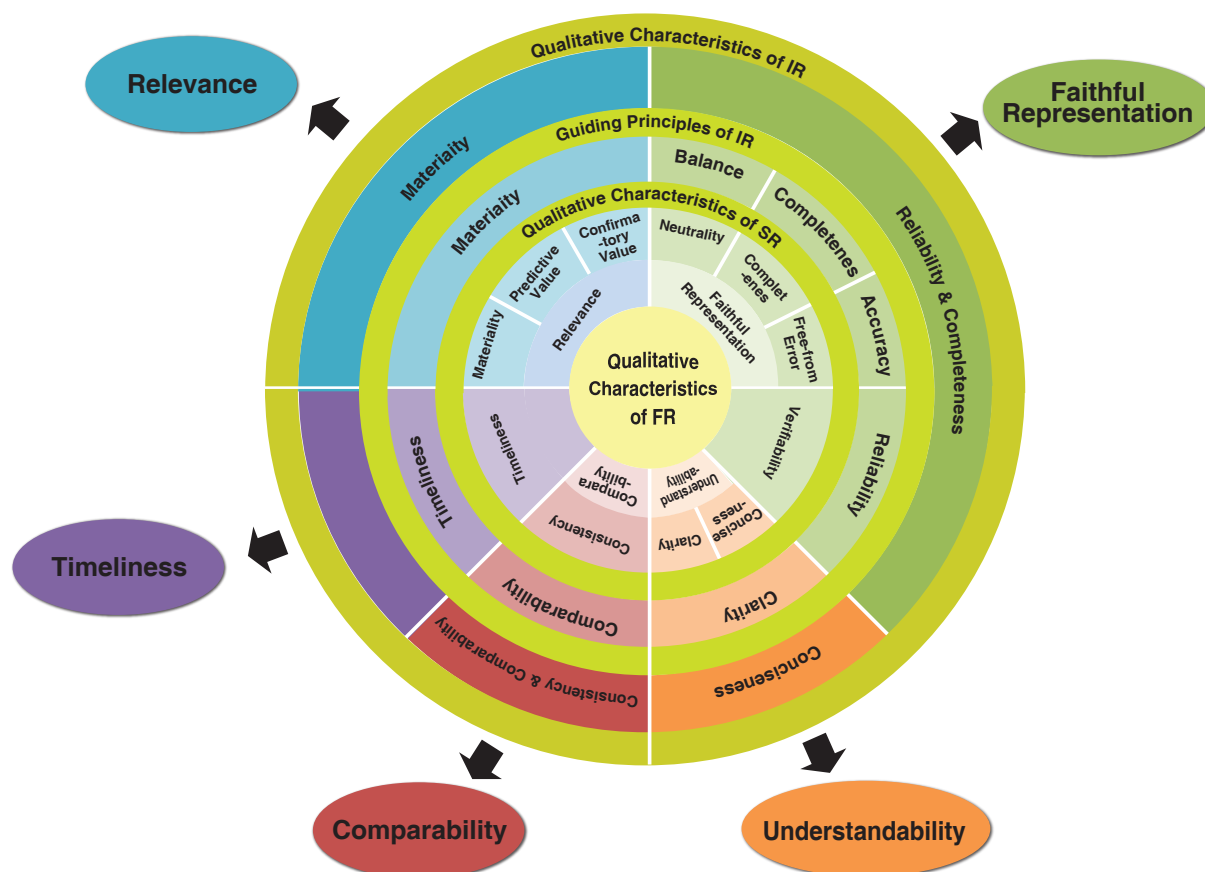 Qualitative Characteristics of IR
Relevance
Faithful
Representation
Materiaity
Guiding Principles of IR
Reliability & Completeness
Materiaity
Balance
Completenes
Accuracy
Reliability
Qualitative Characteristics of SR
Materiality
Predictive
Value
Confirma
-tory Value
Neutrality
Complet
-enes
Free-from
Error
Relevance
Faithful
Representation
Qualitative
Characteristics
of FR
Timeliness
Verifiability
Compara
-bility
Understand
-ability
Consistency
Clarity
Concise
-ness
Timeliness
Comparability
Clarity
Consistency & Comparability
Conciseness
Timeliness
Comparability
Understandability